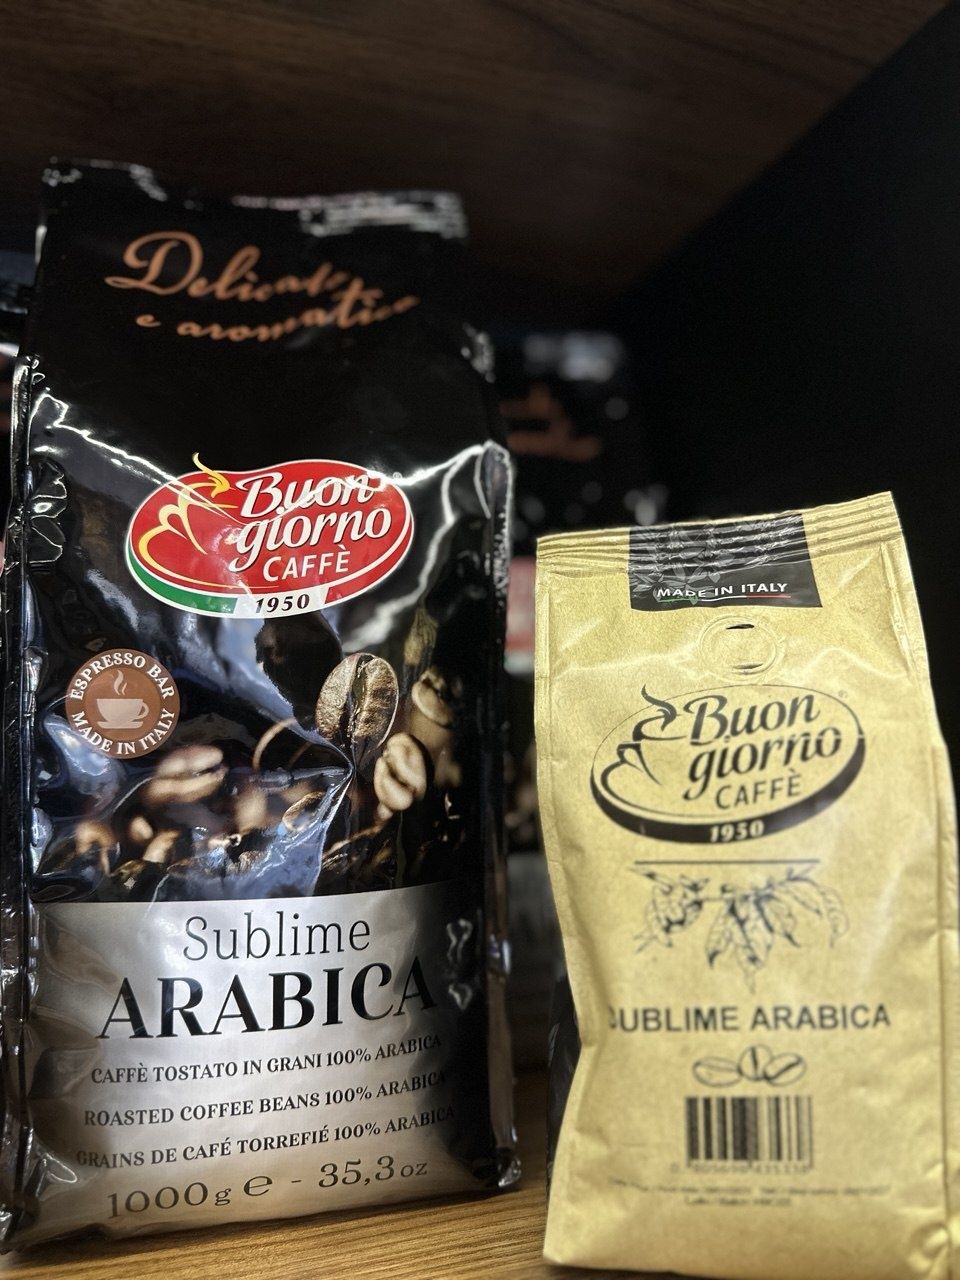 Delicato
e aromatico
Buon
giorno
CAFFÈ
1950
ESPRESSO BAR
MADE IN ITALY
Sublime
ARABICA
CAFFÈ TOSTATO IN GRANI 100% ARABICA
ROASTED COFFEE BEANS 100% ARABICA
GRAINS DE CAFÉ TORREFIÉ 100% ARABICA
1000g e - 35,3oz
MADE IN ITALY
Buon
giorno
CAFFÈ
1950
SUBLIME ARABICA